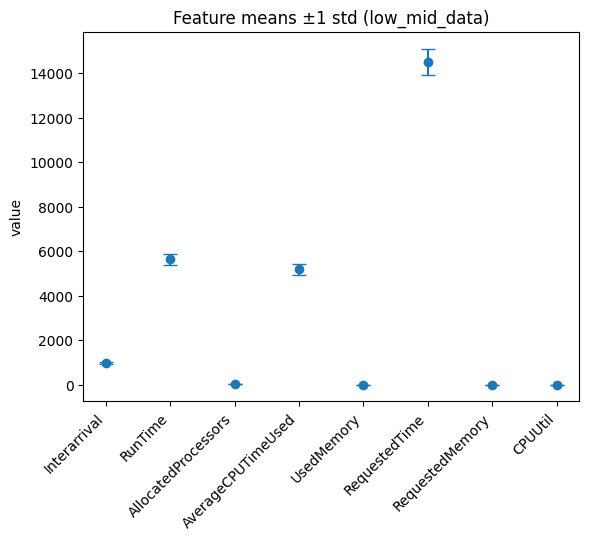 Feature means ±1 std (low_mid_data)
value
14000
12000
10000
8000
6000
4000
2000
0
Interarrival
RunTime
AllocatedProcessors
AverageCPUTimeUsed
UsedMemory
RequestedTime
RequestedMemory
CPUUtil